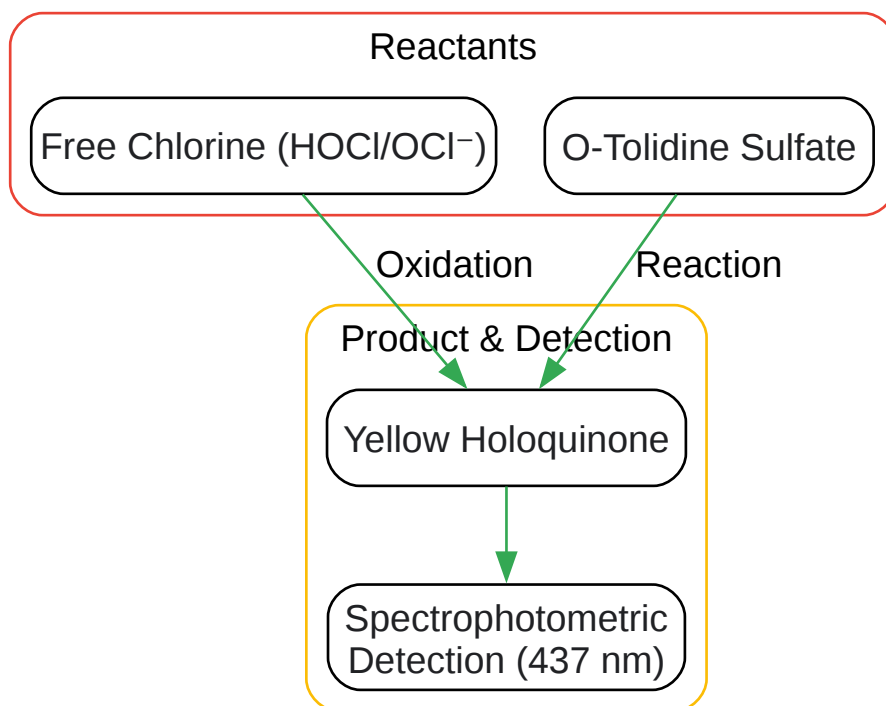 Reactants
Free Chlorine (HOCl/OCl⁻)
O-Tolidine Sulfate
Oxidation
Reaction
Product & Detection
Yellow Holoquinone
Spectrophotometric
Detection (437 nm)